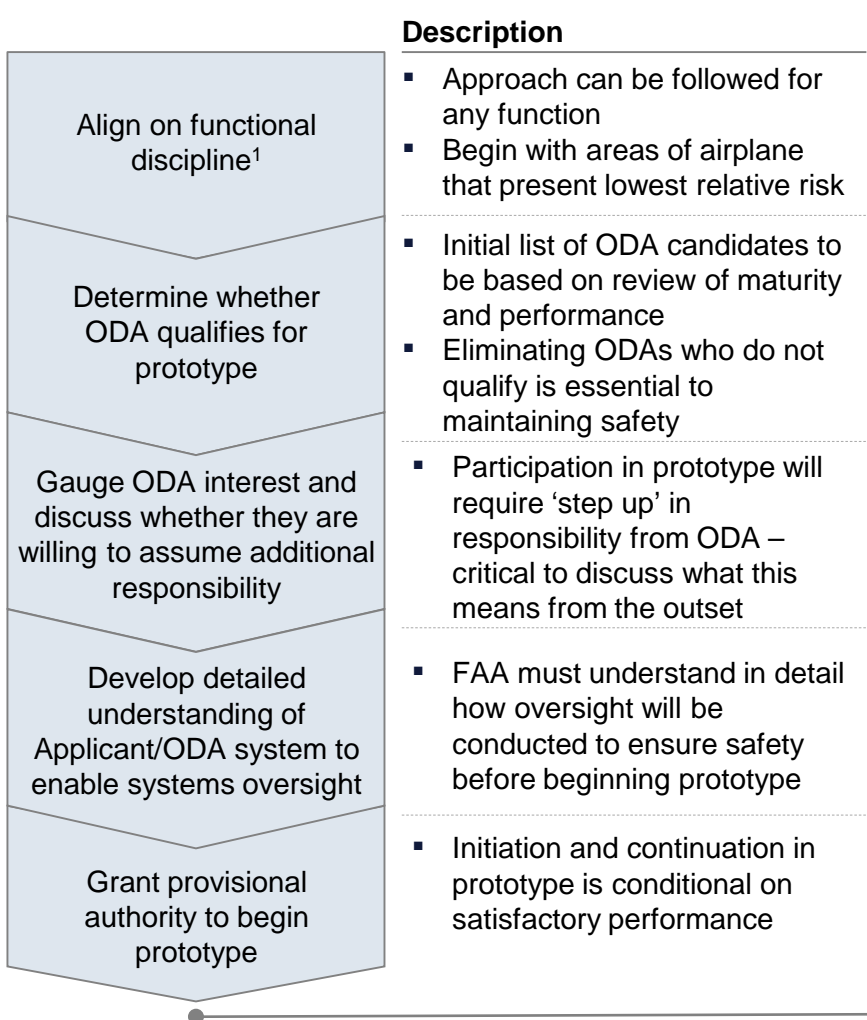 Description
Align on functional
discipline1
▪ Approach can be followed for
any function
▪ Begin with areas of airplane
that present lowest relative risk
Determine whether
ODA qualifies for
prototype
▪ Initial list of ODA candidates to
be based on review of maturity
and performance
▪ Eliminating ODAs who do not
qualify is essential to
maintaining safety
Gauge ODA interest and
discuss whether they are
willing to assume additional
responsibility
▪ Participation in prototype will
require ‘step up’ in
responsibility from ODA –
critical to discuss what this
means from the outset
Develop detailed
understanding of
Applicant/ODA system to
enable systems oversight
▪ FAA must understand in detail
how oversight will be
conducted to ensure safety
before beginning prototype
Grant provisional
authority to begin
prototype
▪ Initiation and continuation in
prototype is conditional on
satisfactory performance